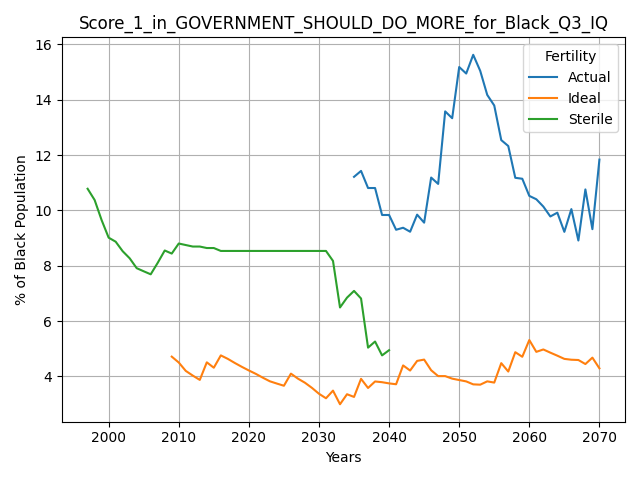 Score_1_in_GOVERNMENT_SHOULD_DO_MORE_for_Black_Q3_IQ
Fertility
Actual
Ideal
Sterile
% of Black Population
16
14
12
10
8
6
4
2000 2010 2020 2030 2040 2050 2060 2070
Years